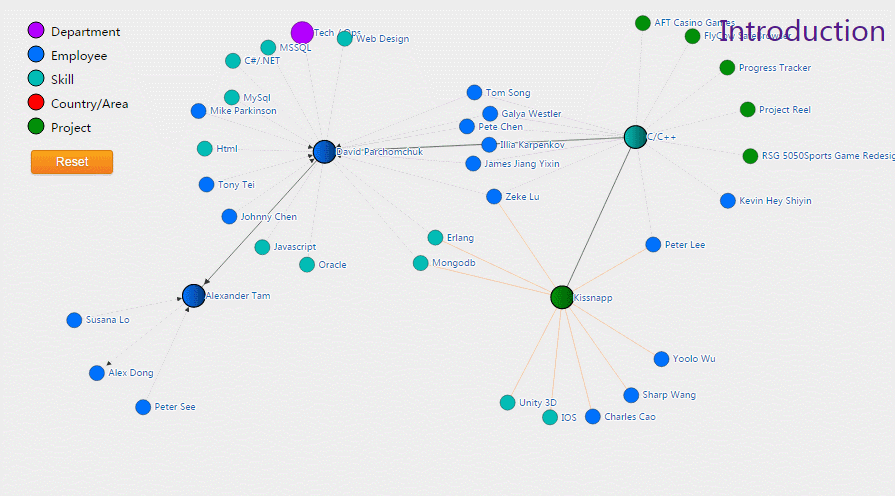 Introduction
Department
Employee
Skill
Country/Area
Project
Reset
Tech / Ops
Web Design
MSSQL
C#/.NET
MySql
Mike Parkinson
Html
Tony Tei
Johnny Chen
Javascript
Oracle
David Parchomchuk
Alexander Tam
Susana Lo
Alex Dong
Peter See
Tom Song
Galya Westler
Pete Chen
Illia Karpenkov
James Jiang Yixin
Zeke Lu
Erlang
Mongodb
AFT Casino Games
Progress Tracker
Project Reel
C/C++
RSG 5050Sports Game Redesig
Kevin Hey Shiyin
Peter Lee
Kissnapp
Yoolo Wu
Sharp Wang
Charles Cao
Unity 3D
IOS